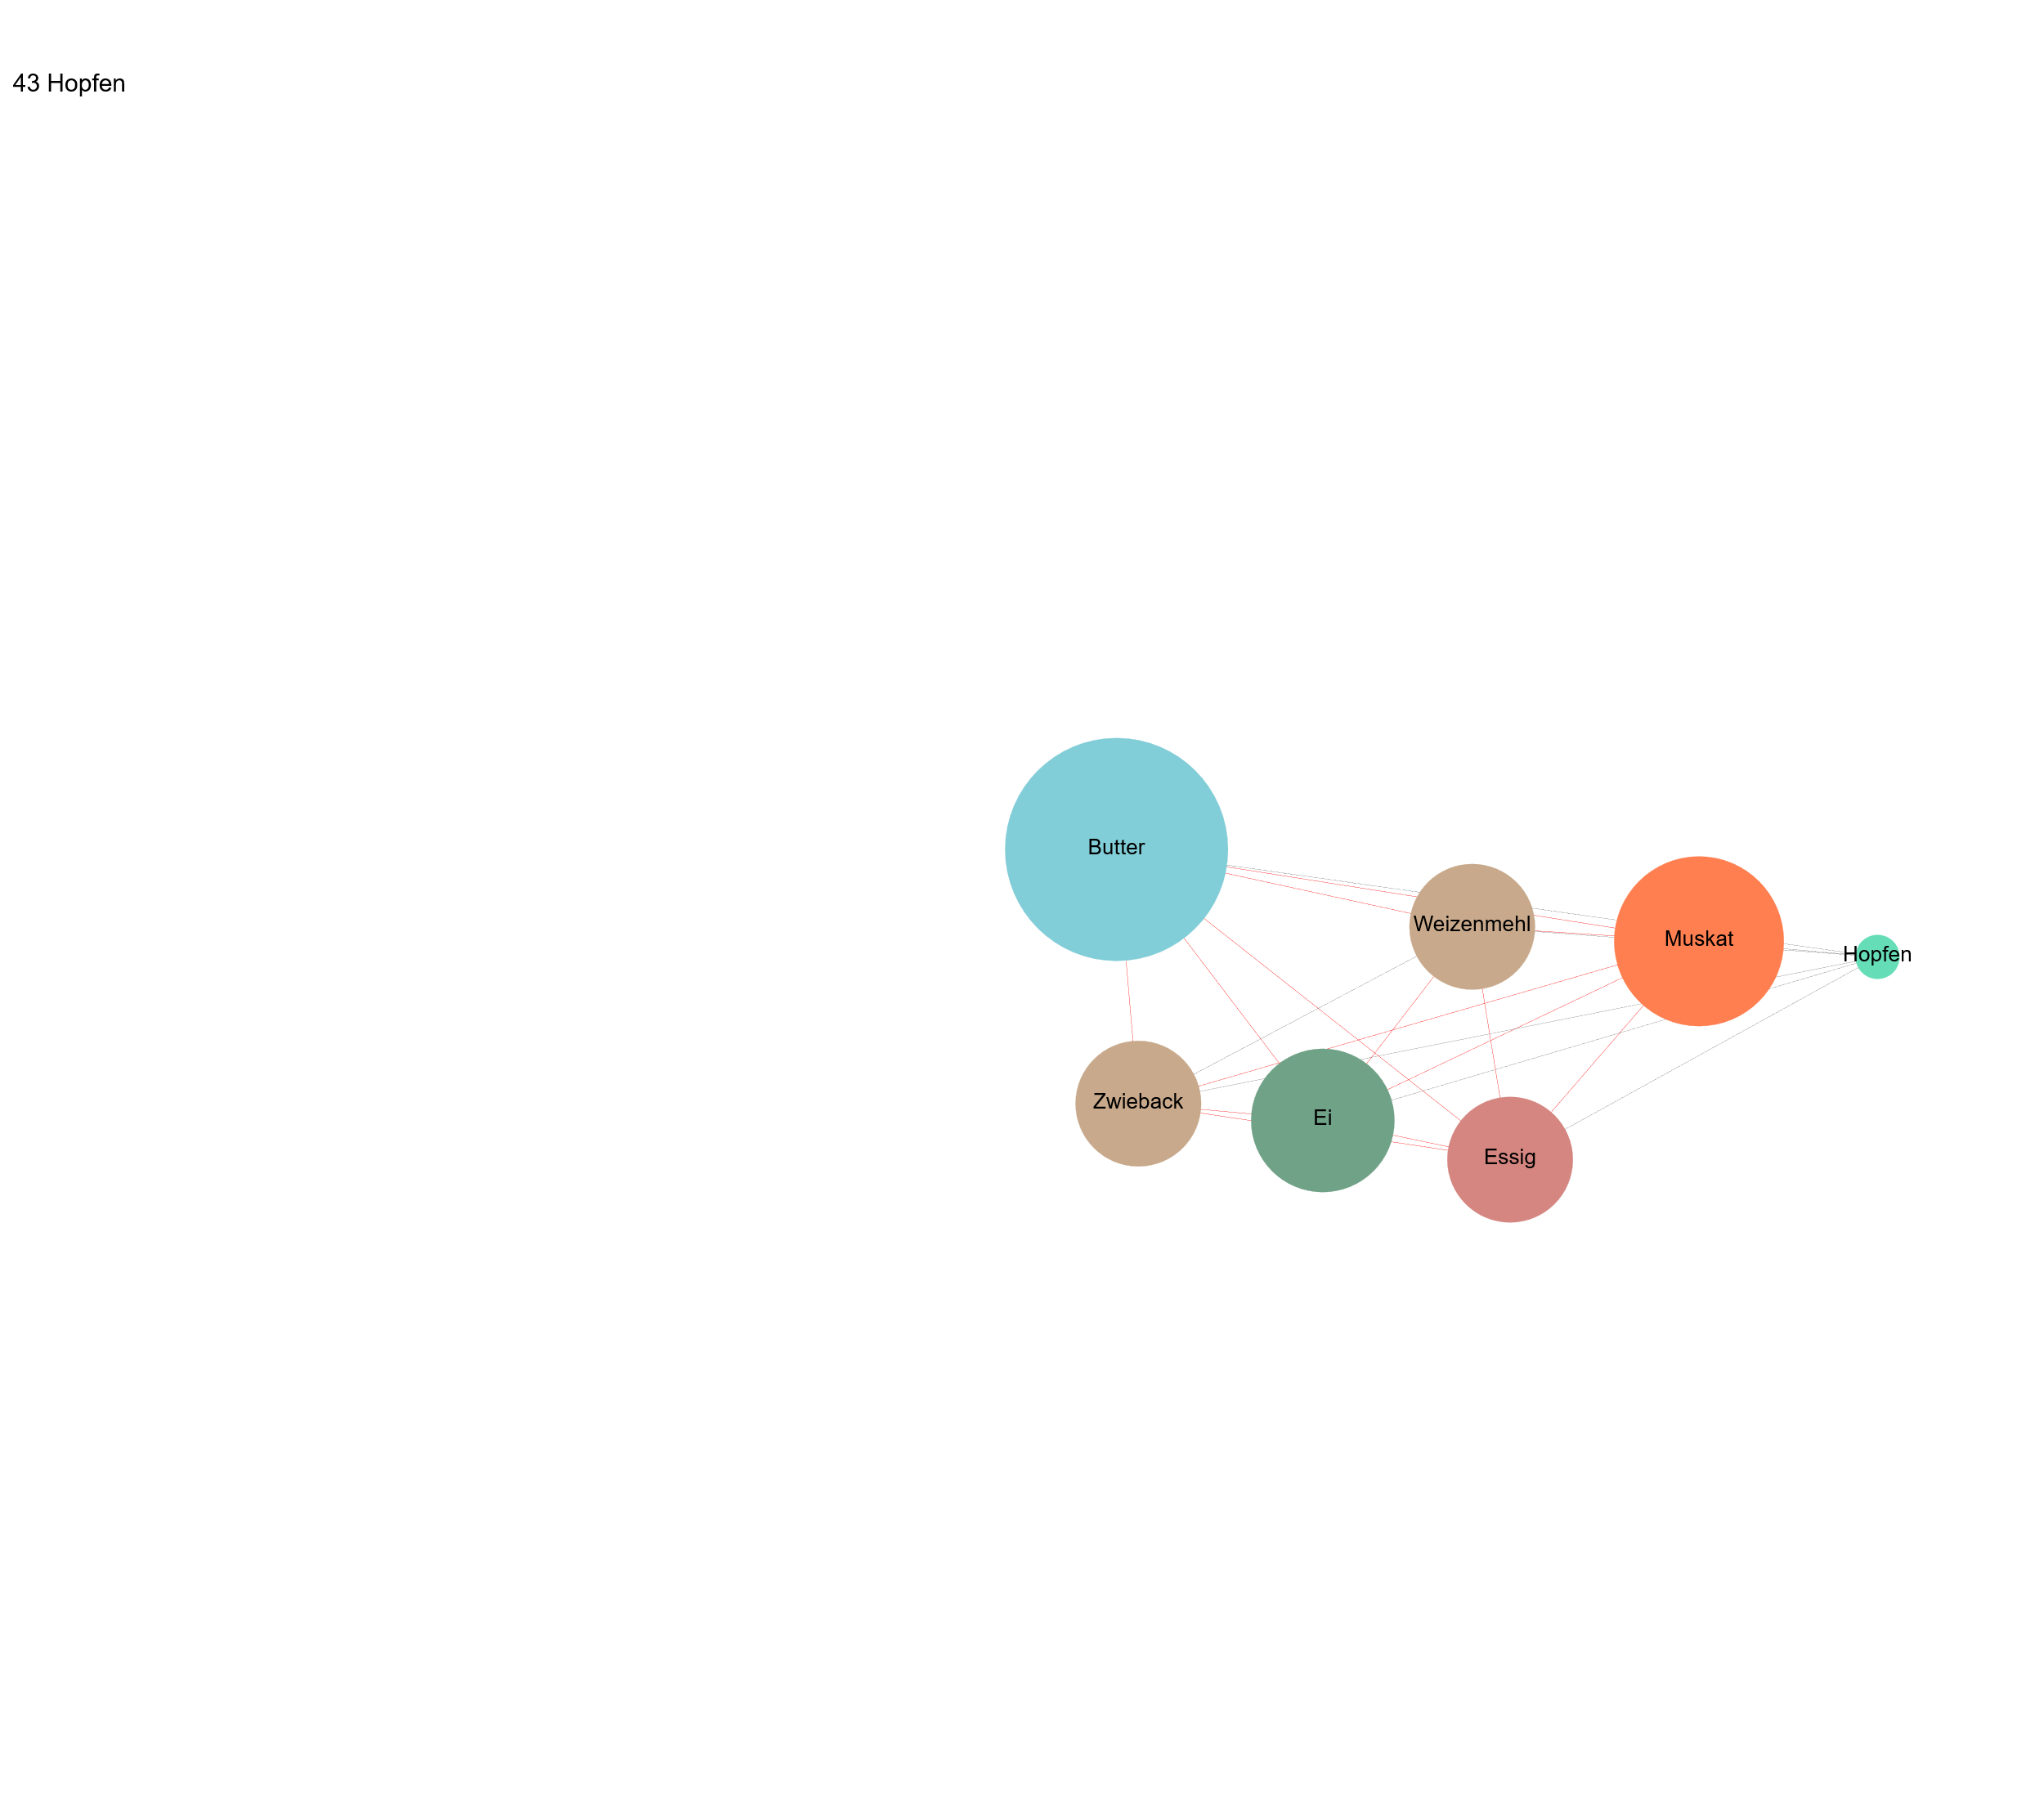 43 Hopfen
Butter
Weizenmehl
Muskat
Hopfen
Zwieback
Ei
Essig